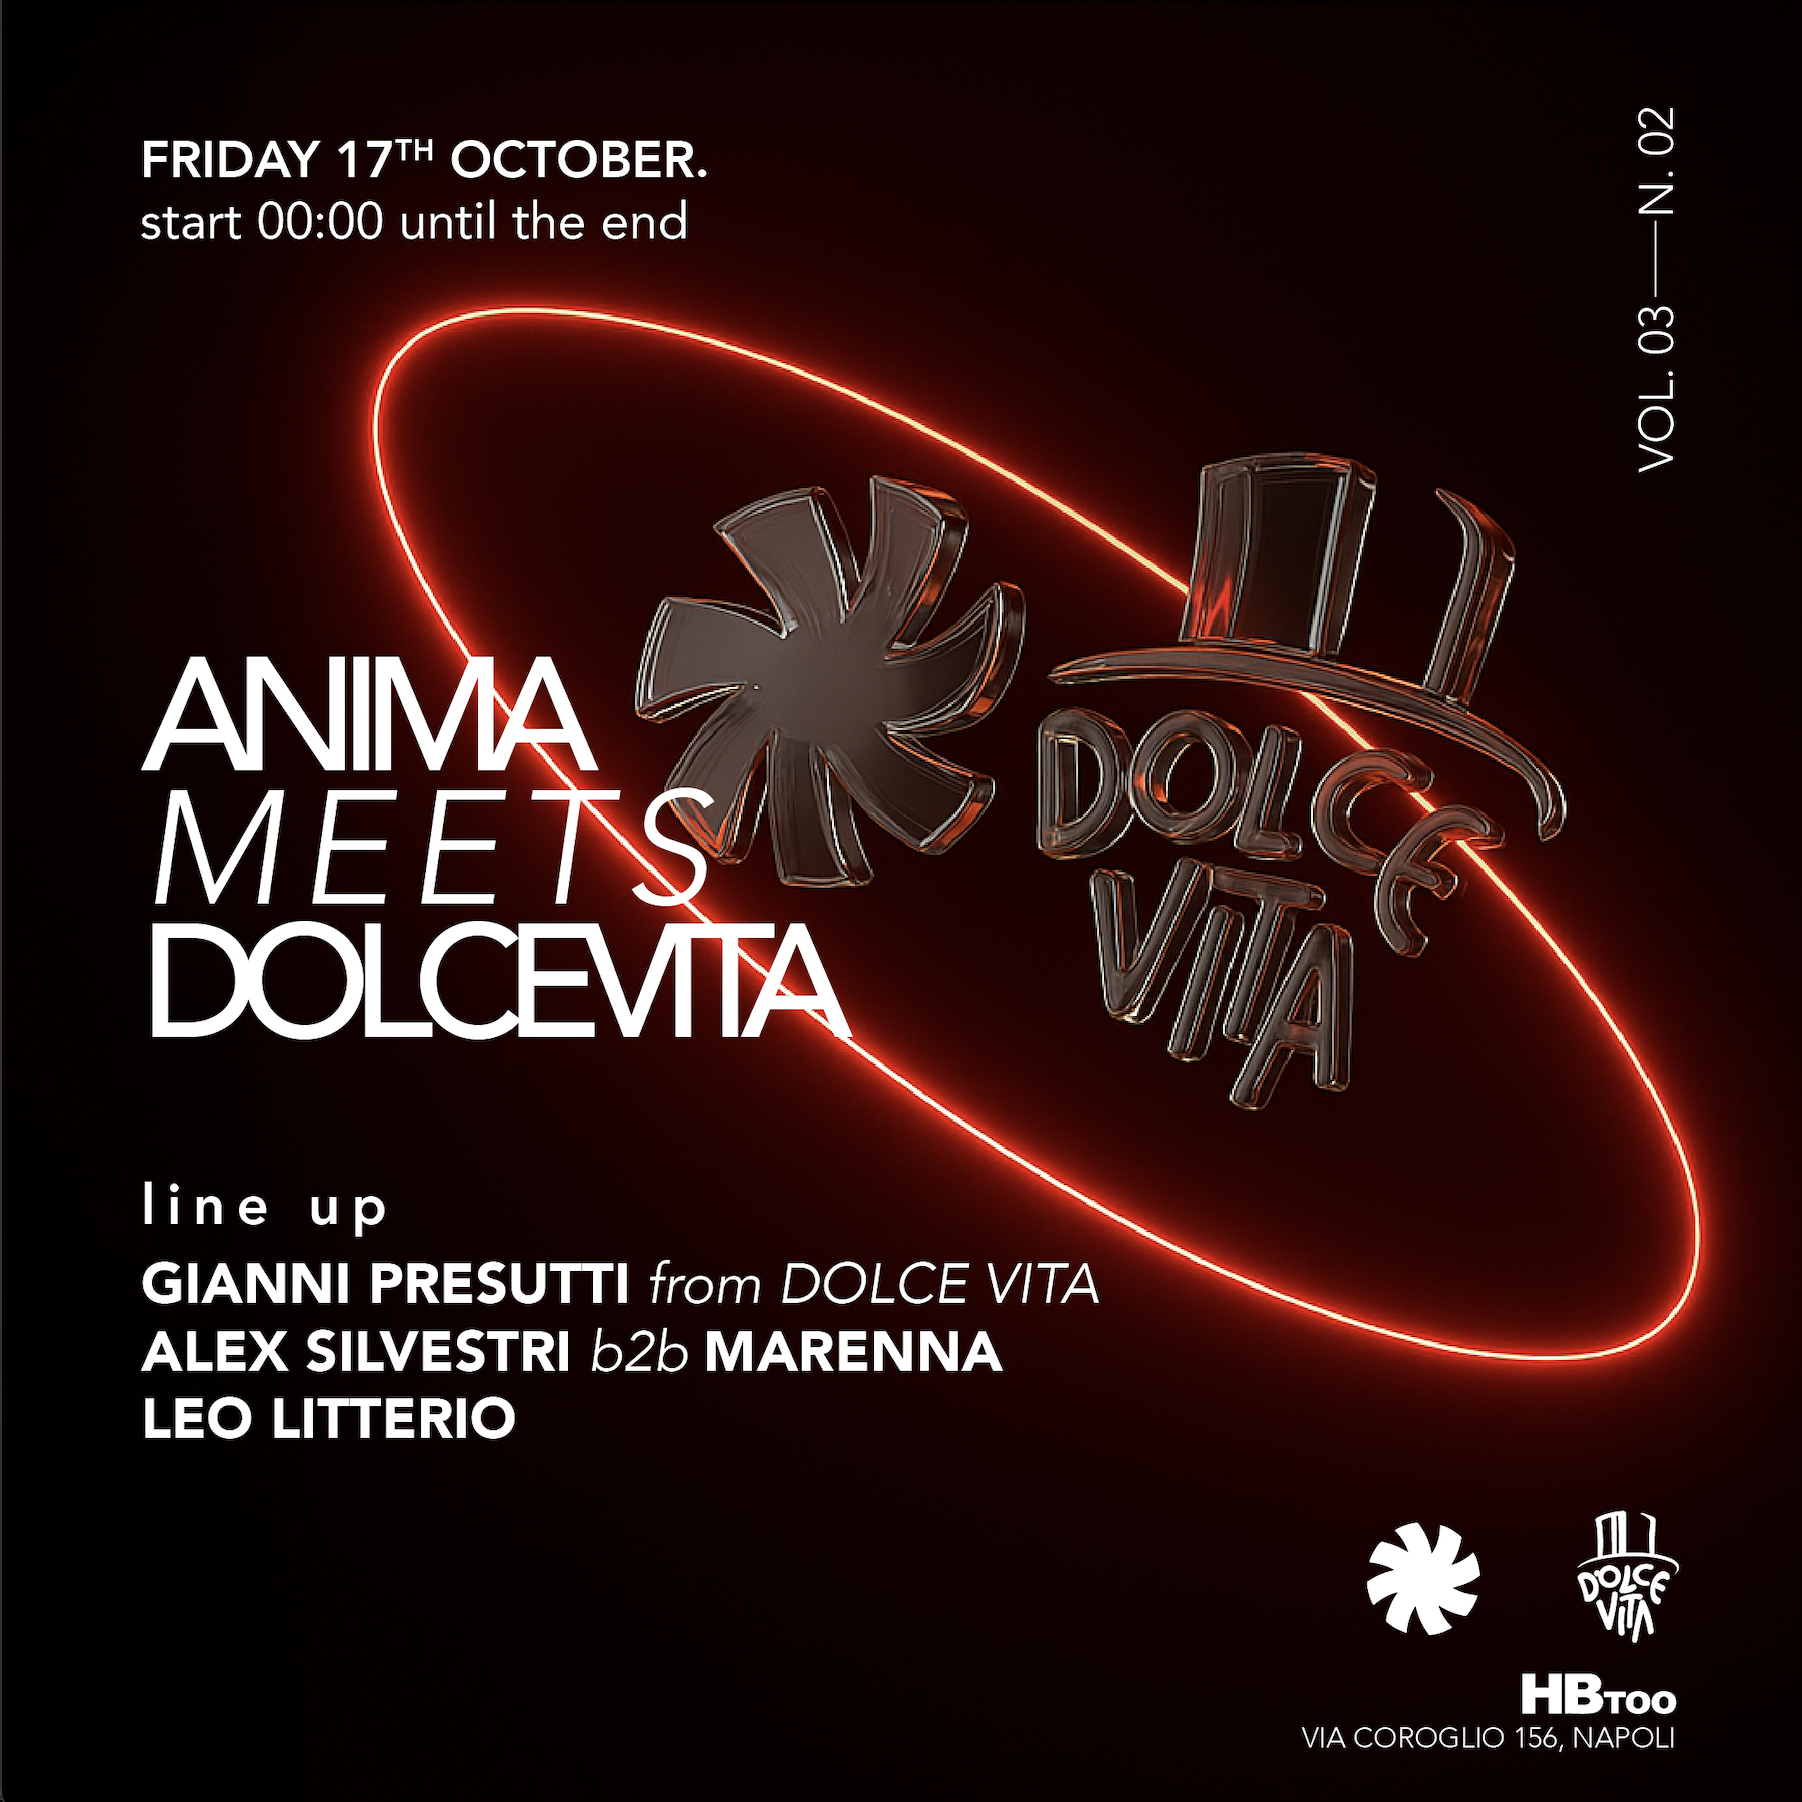 FRIDAY 17TH OCTOBER.
start 00:00 until the end
VOL. 03 — N. 02
ANIMA
MEETS
DOLCEVITA
DOLCE
VITA
line up
GIANNI PRESUTTI from DOLCE VITA
ALEX SILVESTRI b2b MARENNA
LEO LITTERIO
DOLCE
VITA
HBTOO
VIA COROGLIO 156, NAPOLI